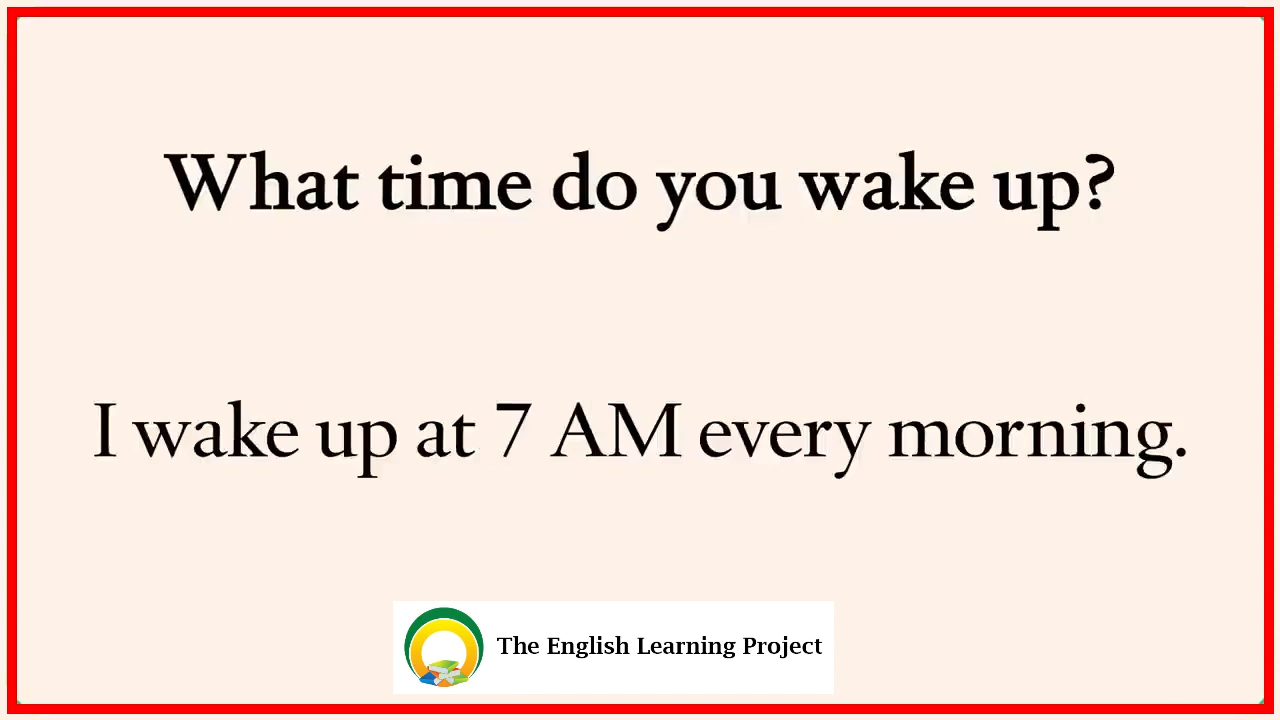 What time do you wake up?
I wake up at 7 AM every morning.
The English Learning Project